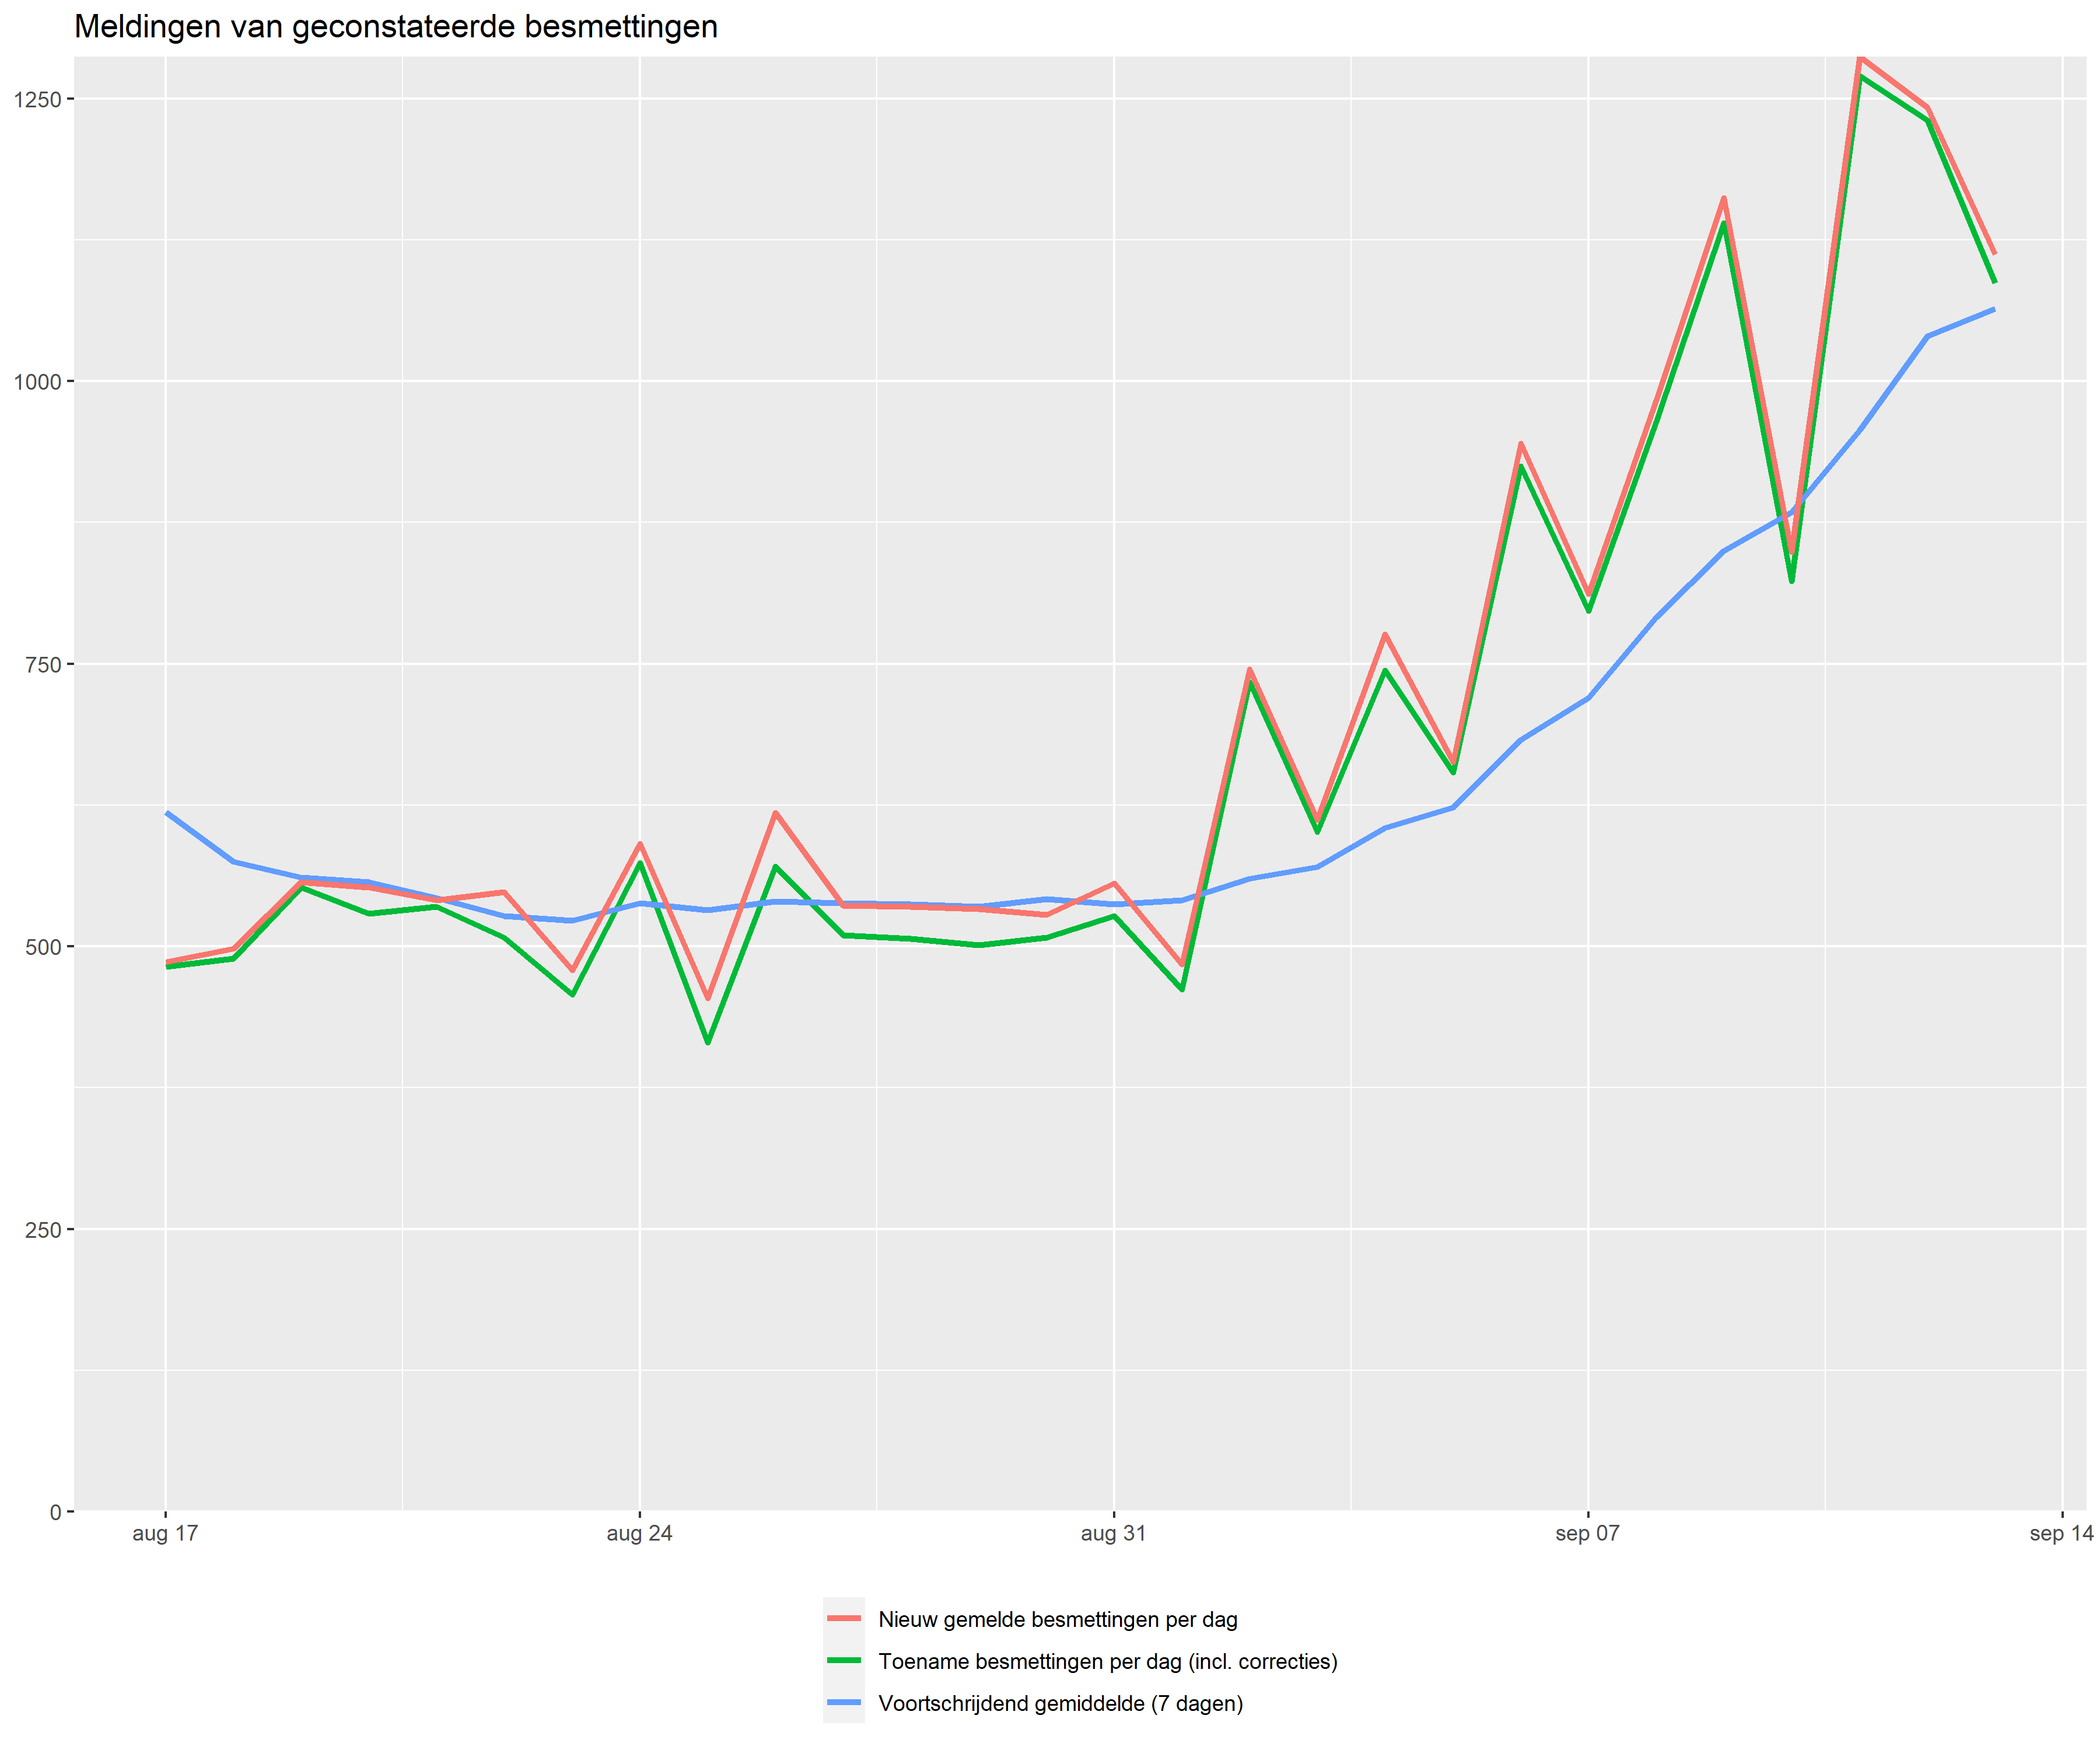 Meldingen van geconstateerde besmettingen
1250
1000
750
500
250
0
aug 17 aug 24 aug 31 sep 07 sep 14
Nieuw gemelde besmettingen per dag
Toename besmettingen per dag (incl. correcties)
Voortschrijdend gemiddelde (7 dagen)